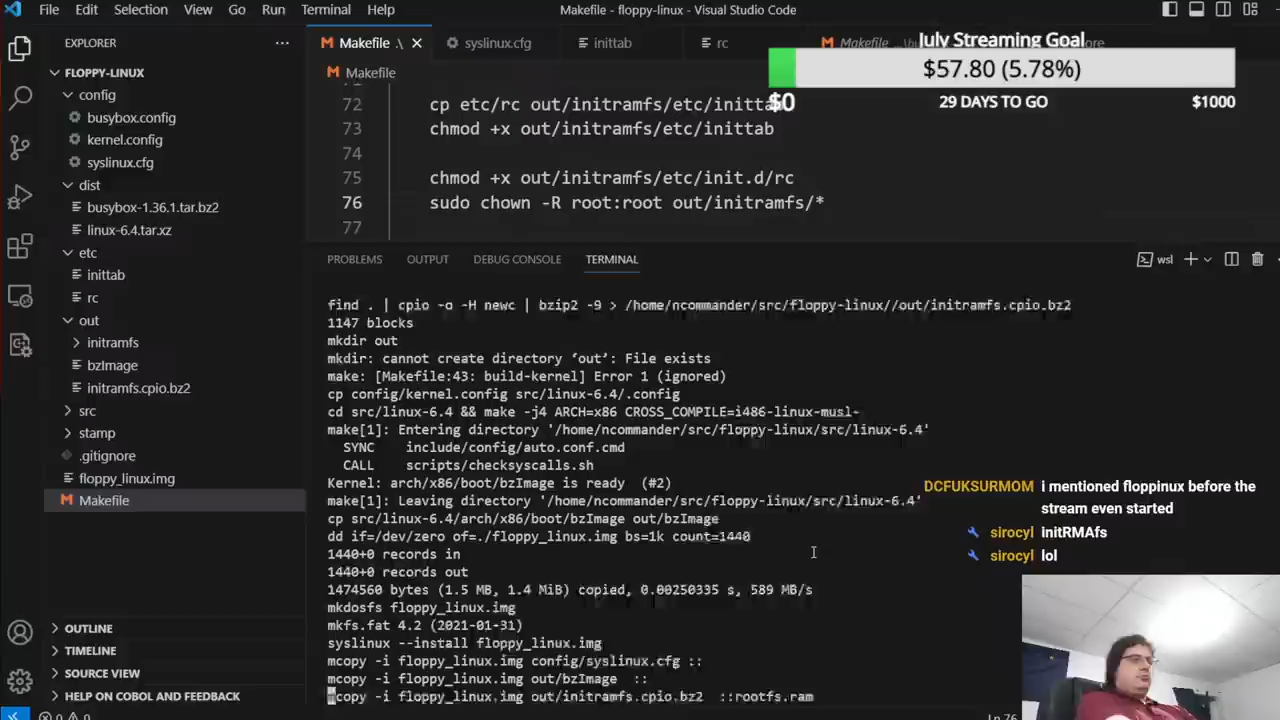 File Edit Selection View Go Run Terminal Help
Makefile - floppy-linux - Visual Studio Code
EXPLORER
FLOPPY-LINUX
config
busybox.config
kernel.config
syslinux.cfg
dist
busybox-1.36.1.tar.bz2
linux-6.4.tar.xz
etc
inittab
rc
out
initramfs
bzImage
initramfs.cpio.bz2
src
stamp
.gitignore
floppy_linux.img
Makefile
OUTLINE
TIMELINE
SOURCE VIEW
HELP ON COBOL AND FEEDBACK
0 0
Makefile .\ syslinux.cfg inittab rc Makefile
Makefile
72 cp etc/rc out/initramfs/etc/initta
73 chmod +x out/initramfs/etc/inittab
74
75 chmod +x out/initramfs/etc/init.d/rc
76 sudo chown -R root:root out/initramfs/*
77
July Streaming Goal
$57.80 (5.78%)
$0 29 DAYS TO GO $1000
PROBLEMS OUTPUT DEBUG CONSOLE TERMINAL wsl
find . | cpio -o -H newc | bzip2 -9 > /home/ncommander/src/floppy-linux//out/initramfs.cpio.bz2
1147 blocks
mkdir out
mkdir: cannot create directory ‘out’: File exists
make: [Makefile:43: build-kernel] Error 1 (ignored)
cp config/kernel.config src/linux-6.4/.config
cd src/linux-6.4 && make -j4 ARCH=x86 CROSS_COMPILE=i486-linux-musl-
make[1]: Entering directory '/home/ncommander/src/floppy-linux/src/linux-6.4'
SYNC include/config/auto.conf.cmd
CALL scripts/checksyscalls.sh
Kernel: arch/x86/boot/bzImage is ready (#2)
make[1]: Leaving directory '/home/ncommander/src/floppy-linux/src/linux-6.4'
cp src/linux-6.4/arch/x86/boot/bzImage out/bzImage
dd if=/dev/zero of=./floppy_linux.img bs=1k count=1440
1440+0 records in
1440+0 records out
1474560 bytes (1.5 MB, 1.4 MiB) copied, 0.00250335 s, 589 MB/s
mkdosfs floppy_linux.img
mkfs.fat 4.2 (2021-01-31)
syslinux --install floppy_linux.img
mcopy -i floppy_linux.img config/syslinux.cfg ::
mcopy -i floppy_linux.img out/bzImage ::
copy -i floppy_linux.img out/initramfs.cpio.bz2 ::rootfs.ram
DCFUKSURMOM i mentioned floppinux before the
stream even started
sirocyl initRMAfs
sirocyl lol
Ln 76